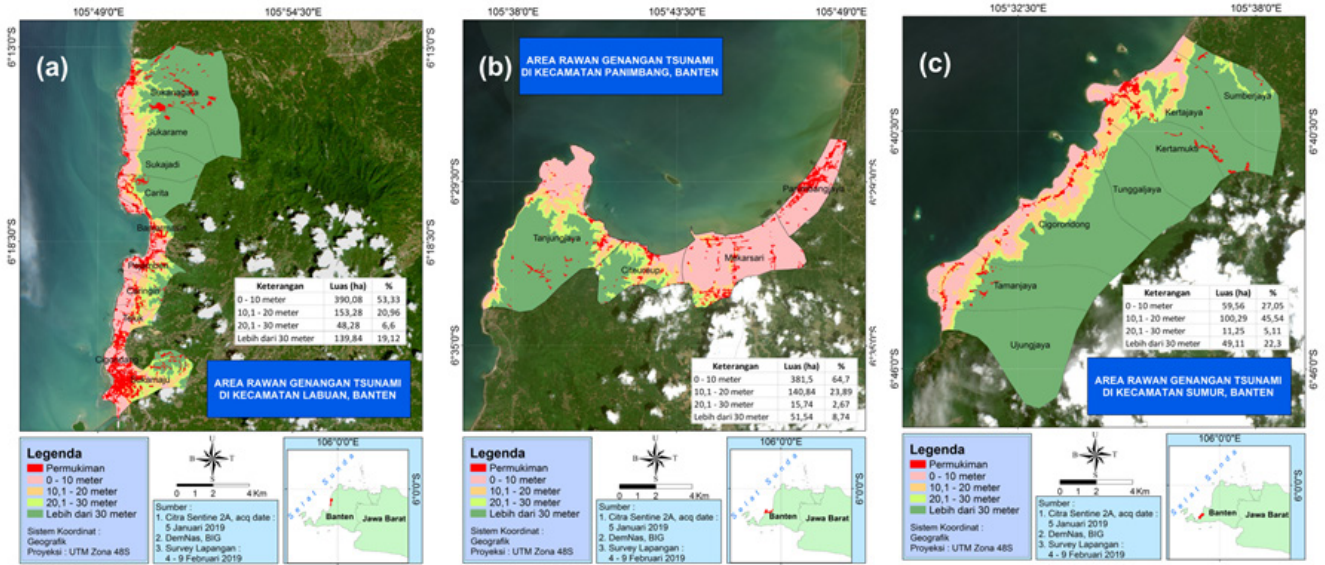 105°49'0"E 105°54'30"E
6°13'0"S
6°13'0"S
(a)
Sukanagara
Sukarame
Sukajadi
Carita
6°18'30"S
6°18'30"S
Caringin
Sukamaju
Keterangan Luas (ha) %
0 - 10 meter 390,08 53,33
10,1 - 20 meter 153,28 20,96
20,1 - 30 meter 48,28 6,6
Lebih dari 30 meter 139,84 19,12
AREA RAWAN GENANGAN TSUNAMI
DI KECAMATAN LABUAN, BANTEN
Legenda
Permukiman
0 - 10 meter
10,1 - 20 meter
20,1 - 30 meter
Lebih dari 30 meter
Sistem Koordinat :
Geografik
Proyeksi : UTM Zona 48S
U
B T
S
0 1 2 4 Km
Sumber :
1. Citra Sentine 2A, acq date :
5 Januari 2019
2. DemNas, BIG
3. Survey Lapangan :
4 - 9 Februari 2019
106°0'0"E
6°0'0"S
Selat Sunda
Banten
Jawa Barat
105°38'0"E 105°43'30"E 105°49'0"E
(b)
AREA RAWAN GENANGAN TSUNAMI
DI KECAMATAN PANIMBANG, BANTEN
6°29'30"S
6°29'30"S
Panimbangjaya
Tanjungjaya
Citeureup
Mekarsari
6°35'0"S
6°35'0"S
Keterangan Luas (ha) %
0 - 10 meter 381,5 64,7
10,1 - 20 meter 140,84 23,89
20,1 - 30 meter 15,74 2,67
Lebih dari 30 meter 51,54 8,74
Legenda
Permukiman
0 - 10 meter
10,1 - 20 meter
20,1 - 30 meter
Lebih dari 30 meter
Sistem Koordinat :
Geografik
Proyeksi : UTM Zona 48S
U
B T
S
0 1 2 4 Km
Sumber :
1. Citra Sentine 2A, acq date :
5 Januari 2019
2. DemNas, BIG
3. Survey Lapangan :
4 - 9 Februari 2019
106°0'0"E
6°0'0"S
Selat Sunda
Banten
Jawa Barat
105°32'30"E 105°38'0"E
(c)
Sumberjaya
Kertajaya
6°40'30"S
6°40'30"S
Kertamukti
Tunggaljaya
Cigorondong
Tamanjaya
Ujungjaya
6°46'0"S
6°46'0"S
Keterangan Luas (ha) %
0 - 10 meter 59,56 27,05
10,1 - 20 meter 100,29 45,54
20,1 - 30 meter 11,25 5,11
Lebih dari 30 meter 49,11 22,3
AREA RAWAN GENANGAN TSUNAMI
DI KECAMATAN SUMUR, BANTEN
Legenda
Permukiman
0 - 10 meter
10,1 - 20 meter
20,1 - 30 meter
Lebih dari 30 meter
Sistem Koordinat :
Geografik
Proyeksi : UTM Zona 48S
U
B T
S
0 1 2 4 Km
Sumber :
1. Citra Sentine 2A, acq date :
5 Januari 2019
2. DemNas, BIG
3. Survey Lapangan :
4 - 9 Februari 2019
106°0'0"E
6°0'0"S
Selat Sunda
Banten
Jawa Barat